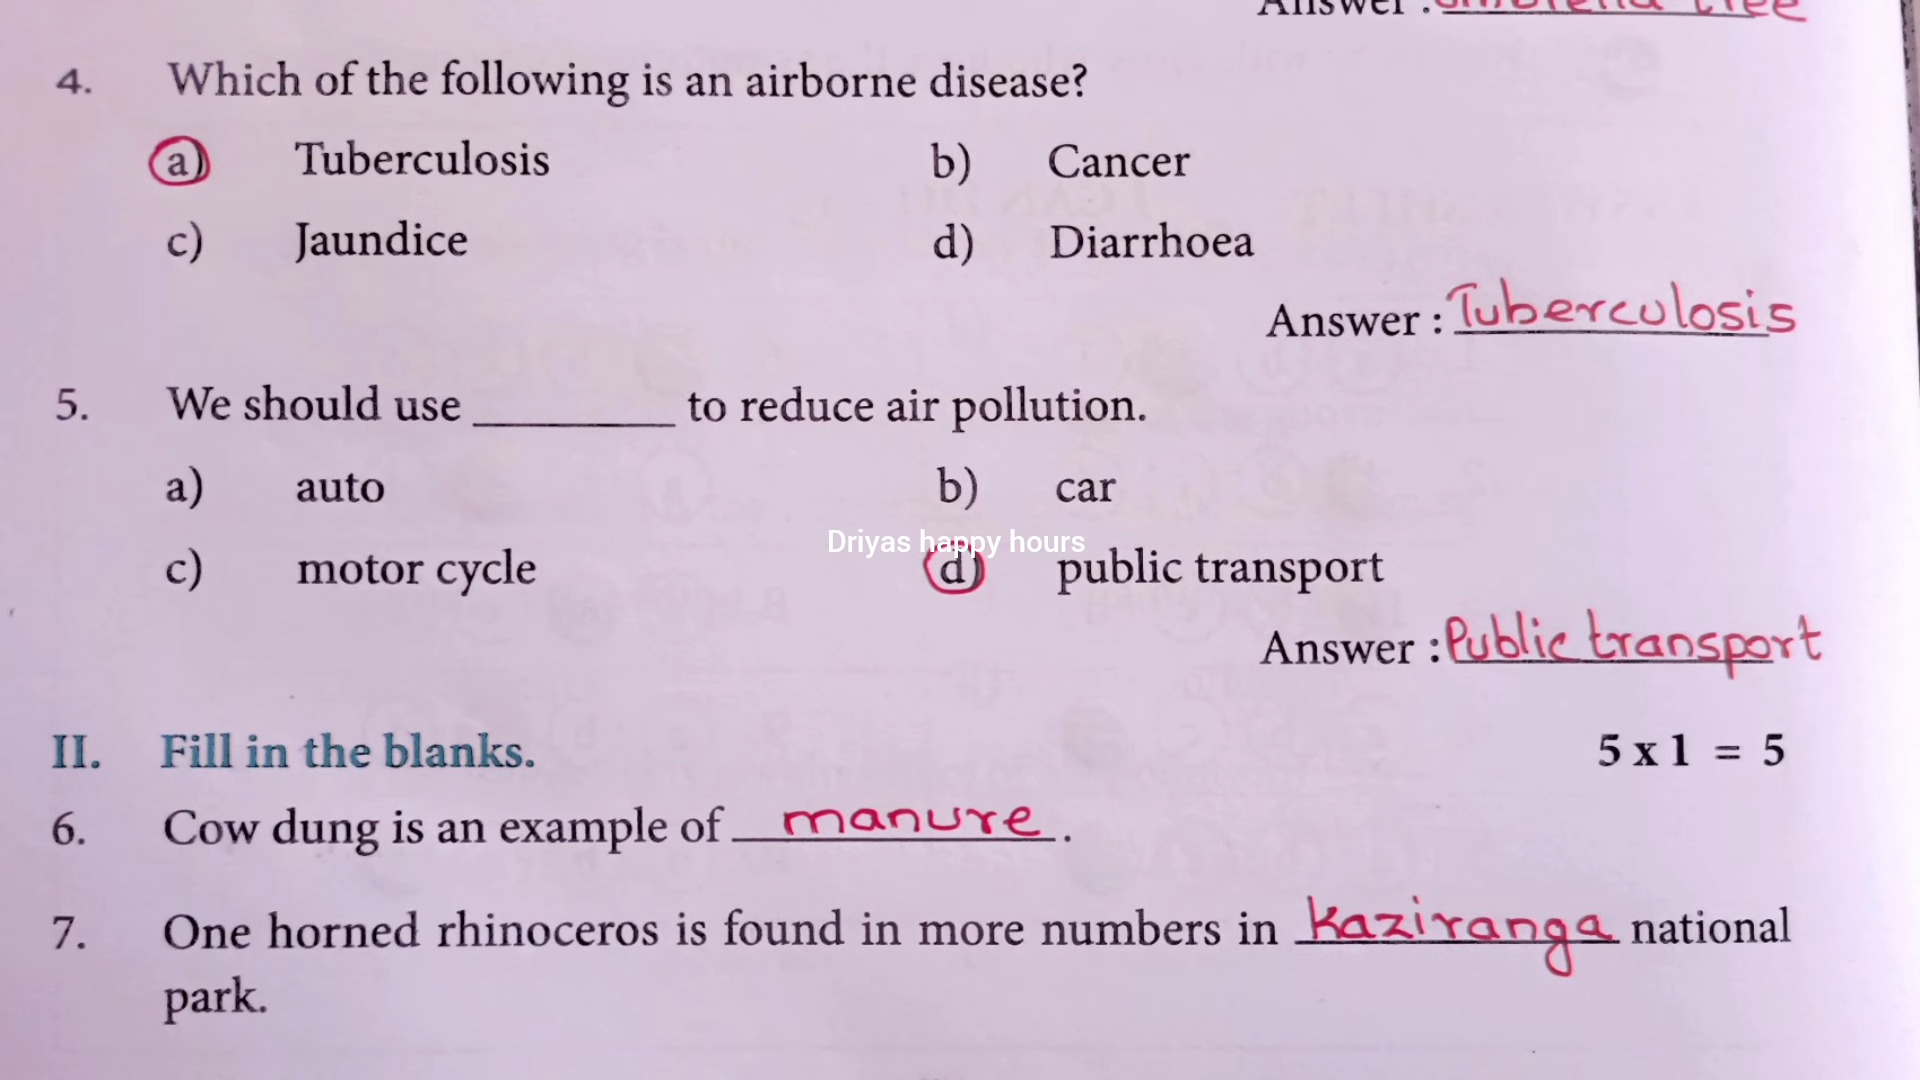 Answer : umbrella tree
4. Which of the following is an airborne disease?
a) Tuberculosis b) Cancer
c) Jaundice d) Diarrhoea
Answer : Tuberculosis
5. We should use ________ to reduce air pollution.
a) auto b) car
Driyas happy hours
c) motor cycle d) public transport
Answer : Public transport
II. Fill in the blanks. 5 x 1 = 5
6. Cow dung is an example of manure.
7. One horned rhinoceros is found in more numbers in Kaziranga national
park.